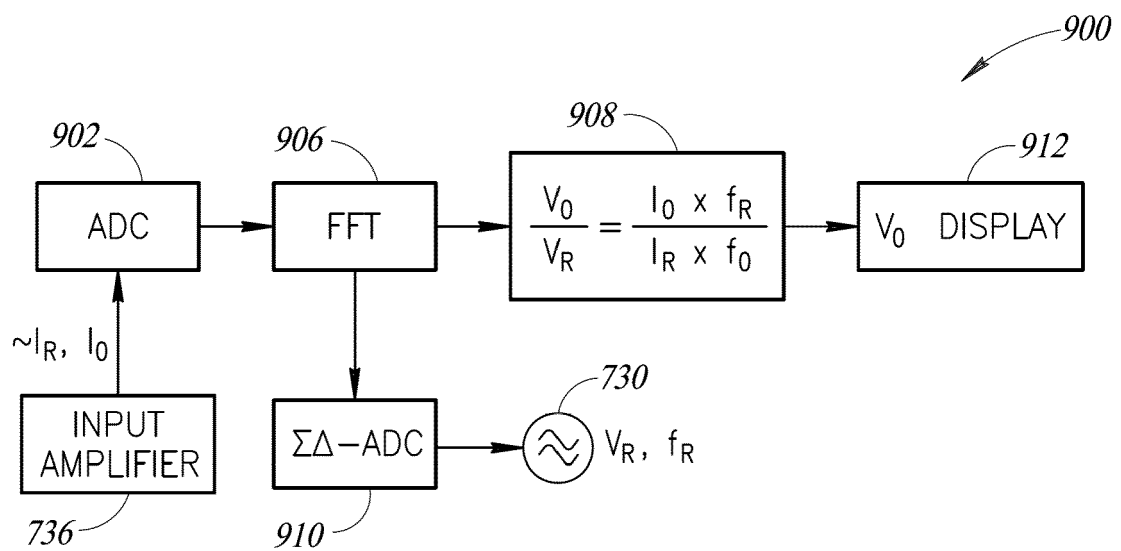 900
902
906
908
912
ADC
FFT
V0 / VR = I0 x fR / IR x f0
V0 DISPLAY
~IR, I0
INPUT
AMPLIFIER
736
ΣΔ-ADC
910
730
VR, fR